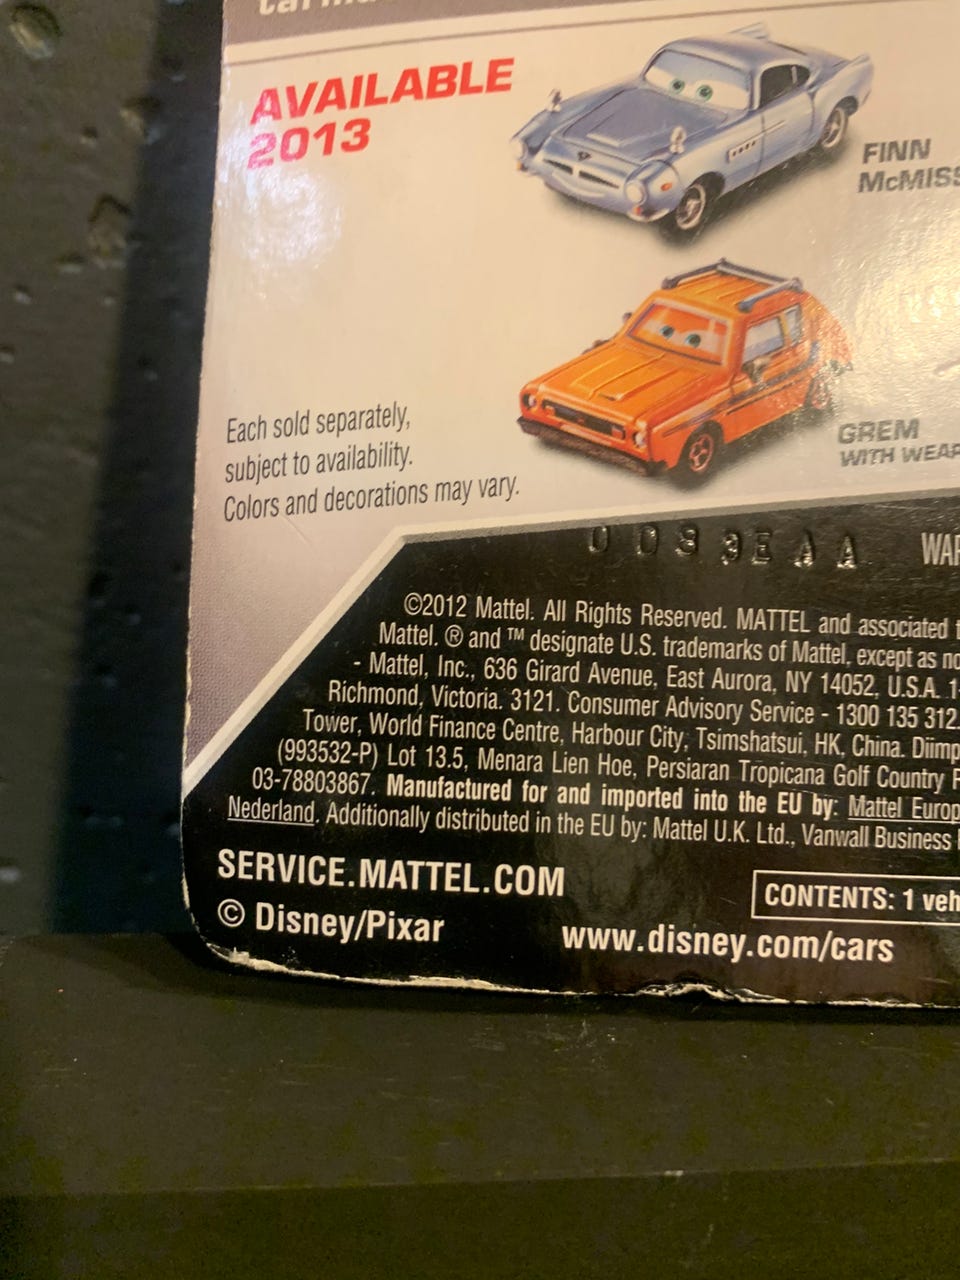 AVAILABLE
2013
FINN
McMISS
GREM
WITH WEAP
Each sold separately,
subject to availability.
Colors and decorations may vary.
©2012 Mattel. All Rights Reserved. MATTEL and associated
Mattel. ® and ™ designate U.S. trademarks of Mattel, except as no
- Mattel, Inc., 636 Girard Avenue, East Aurora, NY 14052, U.S.A. 1-
Richmond, Victoria. 3121. Consumer Advisory Service - 1300 135 312.
Tower, World Finance Centre, Harbour City, Tsimshatsui, HK, China. Diimp
(993532-P) Lot 13.5, Menara Lien Hoe, Persiaran Tropicana Golf Country
03-78803867. Manufactured for and imported into the EU by: Mattel Europ
Nederland. Additionally distributed in the EU by: Mattel U.K. Ltd., Vanwall Business
SERVICE.MATTEL.COM
CONTENTS: 1 veh
© Disney/Pixar
www.disney.com/cars